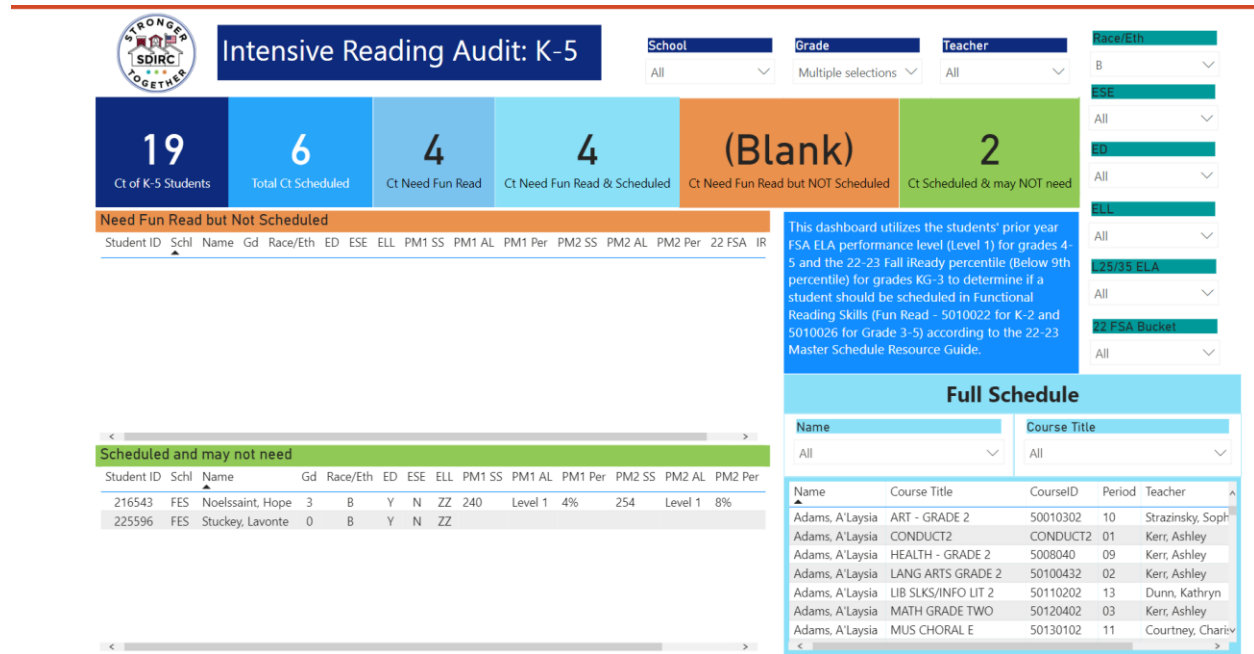 STRONGER
SDIRC
TOGETHER
Intensive Reading Audit: K-5
School
All
Grade
Multiple selections
Teacher
All
Race/Eth
B
ESE
All
ED
All
ELL
All
L25/35 ELA
All
22 FSA Bucket
All
19
Ct of K-5 Students
6
Total Ct Scheduled
4
Ct Need Fun Read
4
Ct Need Fun Read & Scheduled
(Blank)
Ct Need Fun Read but NOT Scheduled
2
Ct Scheduled & may NOT need
Need Fun Read but Not Scheduled
Student ID Schl Name Gd Race/Eth ED ESE ELL PM1 SS PM1 AL PM1 Per PM2 SS PM2 AL PM2 Per 22 FSA IR
This dashboard utilizes the students' prior year
FSA ELA performance level (Level 1) for grades 4-
5 and the 22-23 Fall iReady percentile (Below 9th
percentile) for grades KG-3 to determine if a
student should be scheduled in Functional
Reading Skills (Fun Read - 5010022 for K-2 and
5010026 for Grade 3-5) according to the 22-23
Master Schedule Resource Guide.
Scheduled and may not need
Student ID Schl Name Gd Race/Eth ED ESE ELL PM1 SS PM1 AL PM1 Per PM2 SS PM2 AL PM2 Per
216543 FES Noelssaint, Hope 3 B Y N ZZ 240 Level 1 4% 254 Level 1 8%
225596 FES Stuckey, Lavonte 0 B Y N ZZ
Full Schedule
Name
All
Course Title
All
Name Course Title CourseID Period Teacher
Adams, A'Laysia ART - GRADE 2 50010302 10 Strazinsky, Soph
Adams, A'Laysia CONDUCT2 CONDUCT2 01 Kerr, Ashley
Adams, A'Laysia HEALTH - GRADE 2 5008040 09 Kerr, Ashley
Adams, A'Laysia LANG ARTS GRADE 2 50100432 02 Kerr, Ashley
Adams, A'Laysia LIB SLKS/INFO LIT 2 50110202 13 Dunn, Kathryn
Adams, A'Laysia MATH GRADE TWO 50120402 03 Kerr, Ashley
Adams, A'Laysia MUS CHORAL E 50130102 11 Courtney, Charis